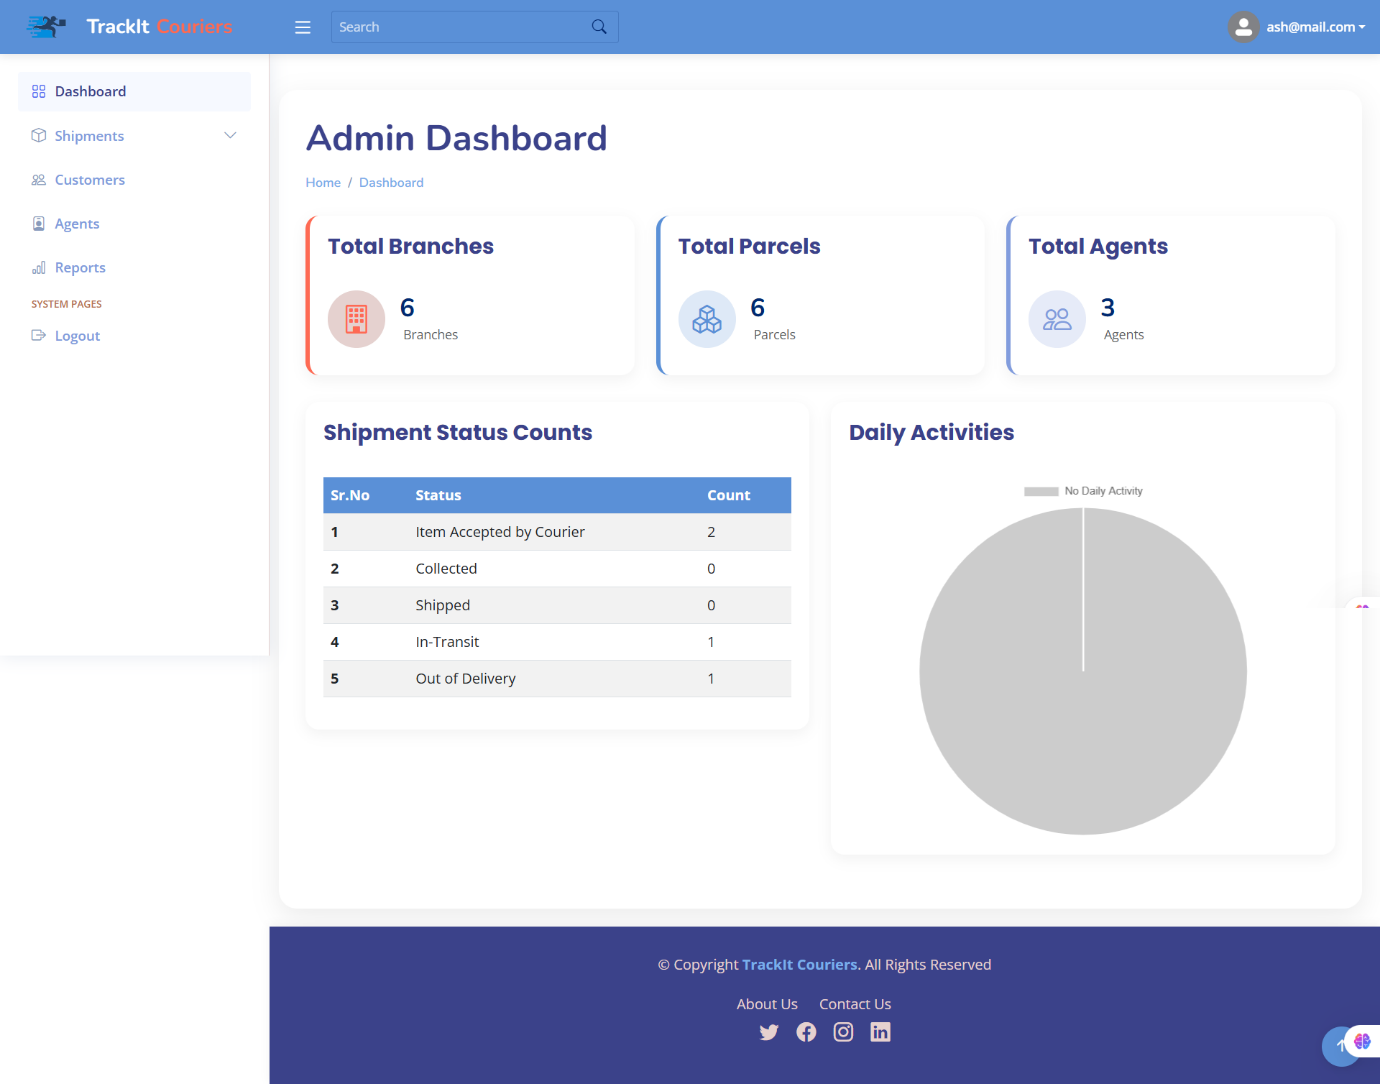 TrackIt Couriers
Search
ash@mail.com
Dashboard
Shipments
Customers
Agents
Reports
SYSTEM PAGES
Logout
Admin Dashboard
Home / Dashboard
Total Branches
6
Branches
Total Parcels
6
Parcels
Total Agents
3
Agents
Shipment Status Counts
Sr.No Status Count
1 Item Accepted by Courier 2
2 Collected 0
3 Shipped 0
4 In-Transit 1
5 Out of Delivery 1
Daily Activities
No Daily Activity
© Copyright TrackIt Couriers. All Rights Reserved
About Us Contact Us